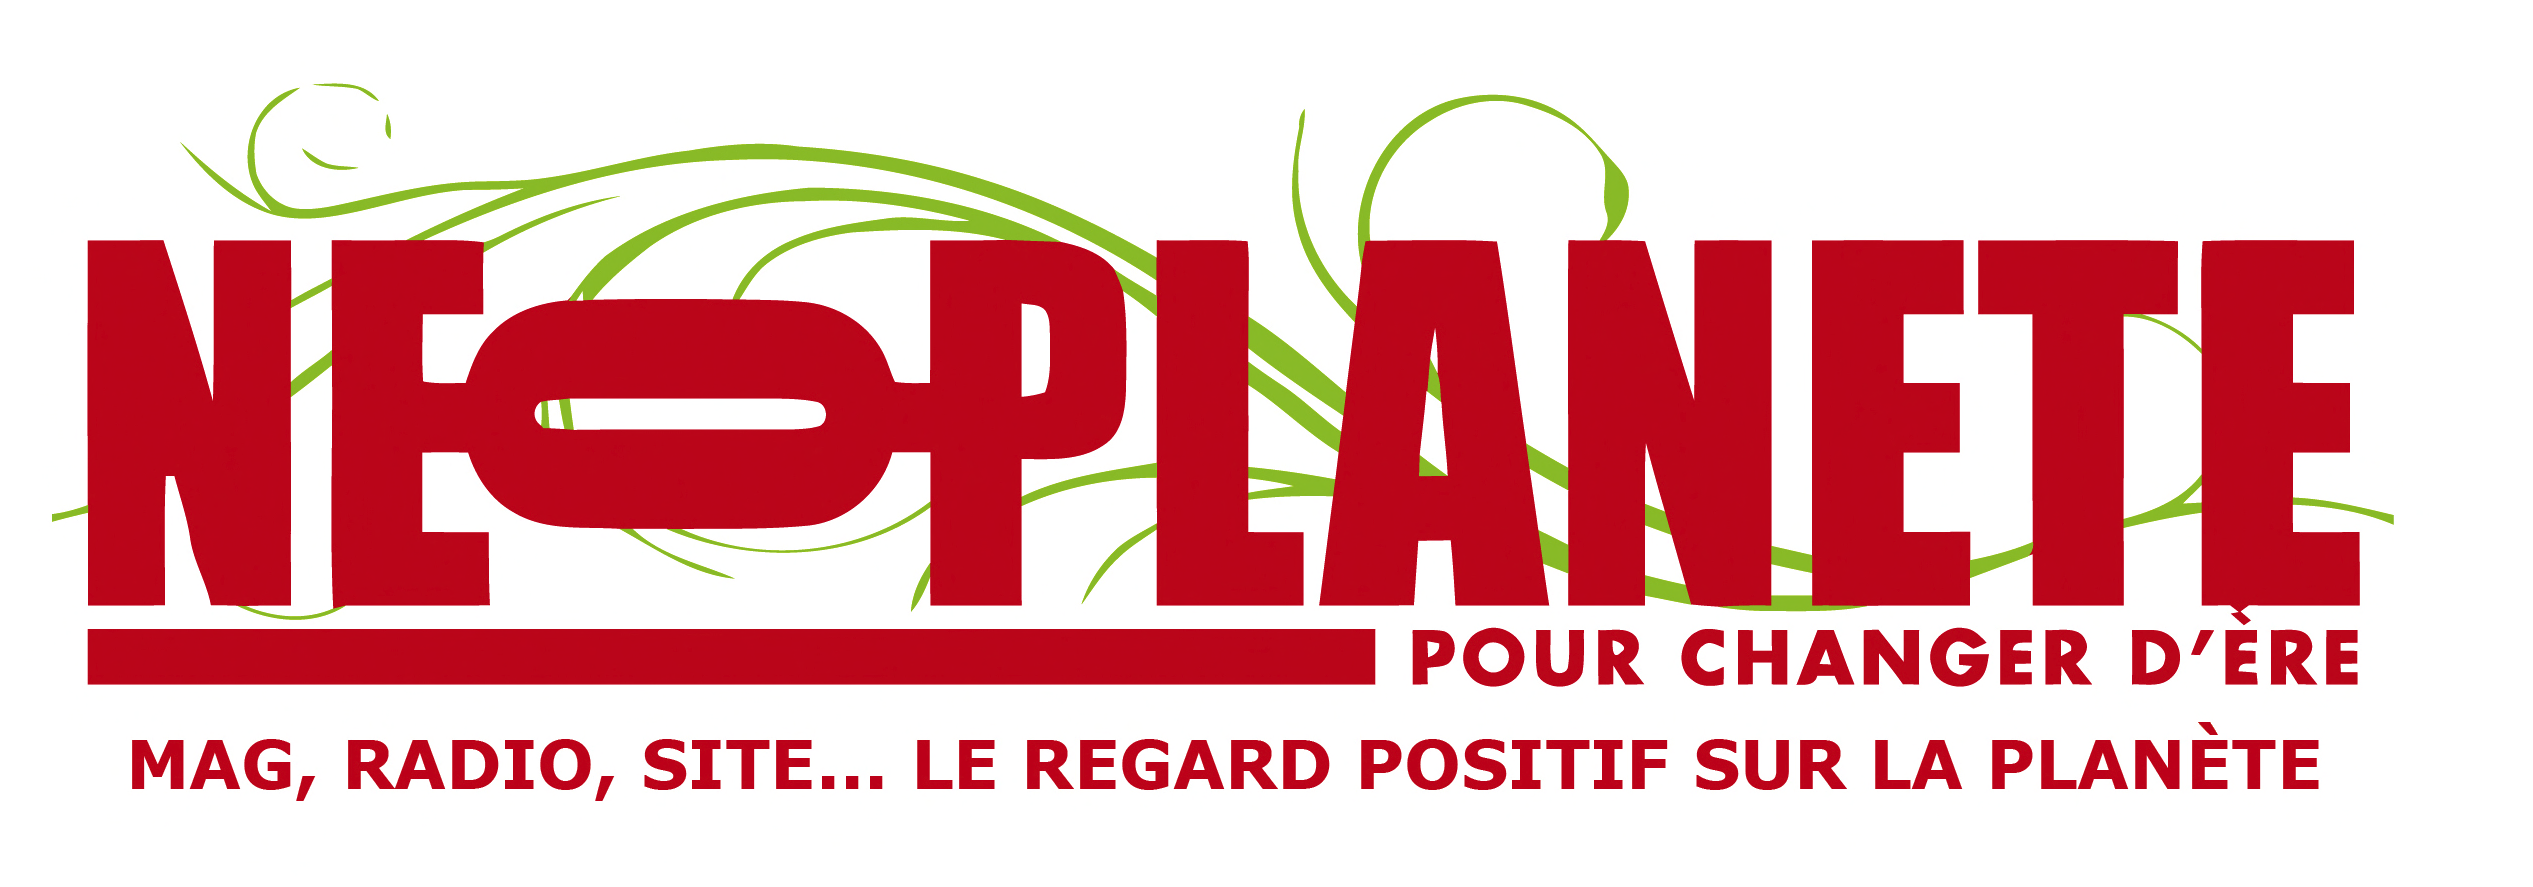 NEOPLANETE
POUR CHANGER D’ÈRE
MAG, RADIO, SITE... LE REGARD POSITIF SUR LA PLANÈTE